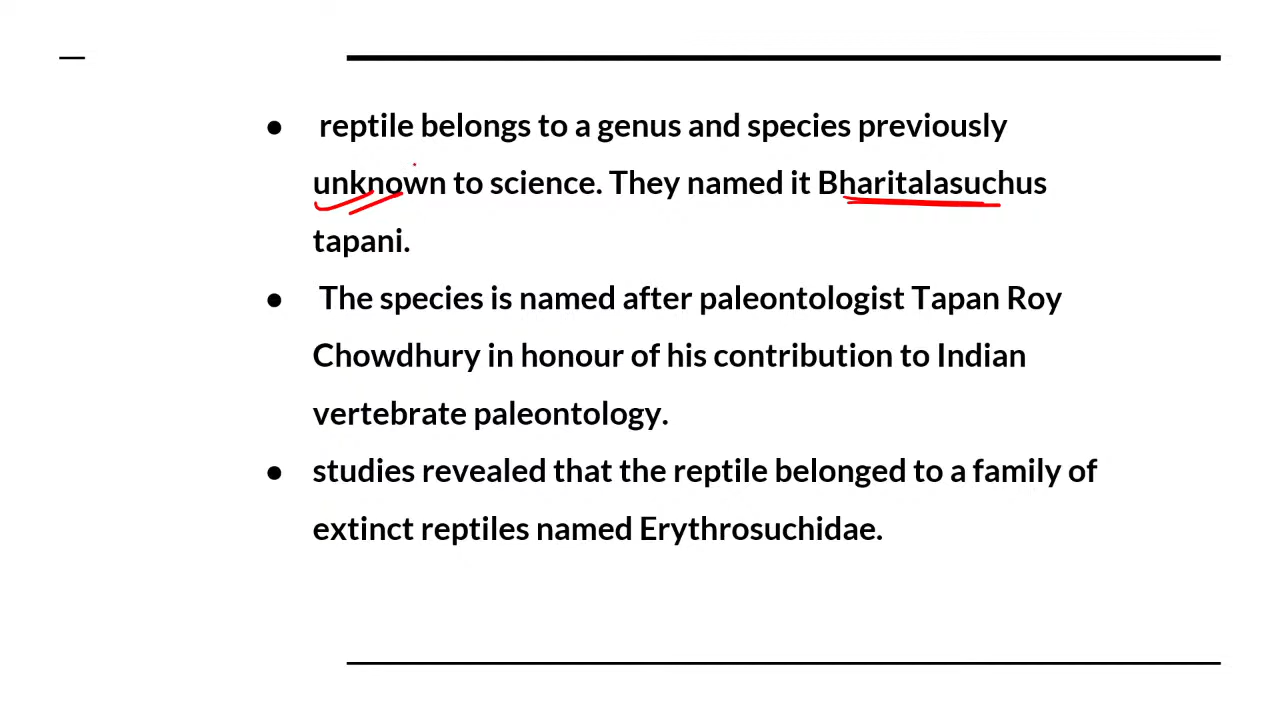 ● reptile belongs to a genus and species previously
unknown to science. They named it Bharitalasuchus
tapani.
● The species is named after paleontologist Tapan Roy
Chowdhury in honour of his contribution to Indian
vertebrate paleontology.
● studies revealed that the reptile belonged to a family of
extinct reptiles named Erythrosuchidae.